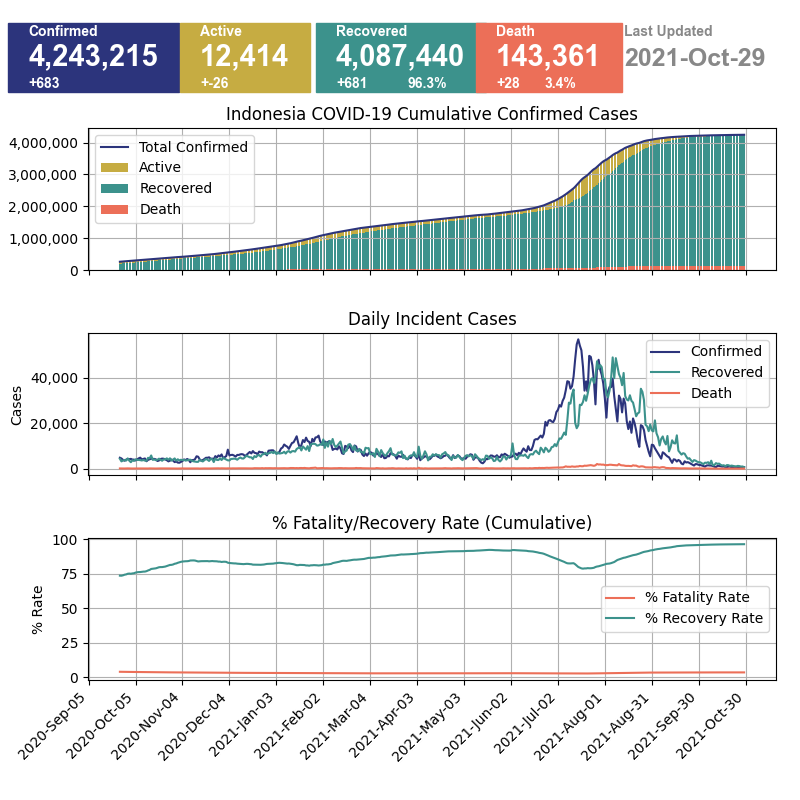 Confirmed
4,243,215
+683
Active
12,414
+-26
Recovered
4,087,440
+681 96.3%
Death
143,361
+28 3.4%
Last Updated
2021-Oct-29
Indonesia COVID-19 Cumulative Confirmed Cases
4,000,000
3,000,000
2,000,000
1,000,000
0
Total Confirmed
Active
Recovered
Death
Daily Incident Cases
Cases
40,000
20,000
0
Confirmed
Recovered
Death
% Fatality/Recovery Rate (Cumulative)
% Rate
100
75
50
25
0
% Fatality Rate
% Recovery Rate
2020-Sep-05
2020-Oct-05
2020-Nov-04
2020-Dec-04
2021-Jan-03
2021-Feb-02
2021-Mar-04
2021-Apr-03
2021-May-03
2021-Jun-02
2021-Jul-02
2021-Aug-01
2021-Aug-31
2021-Sep-30
2021-Oct-30